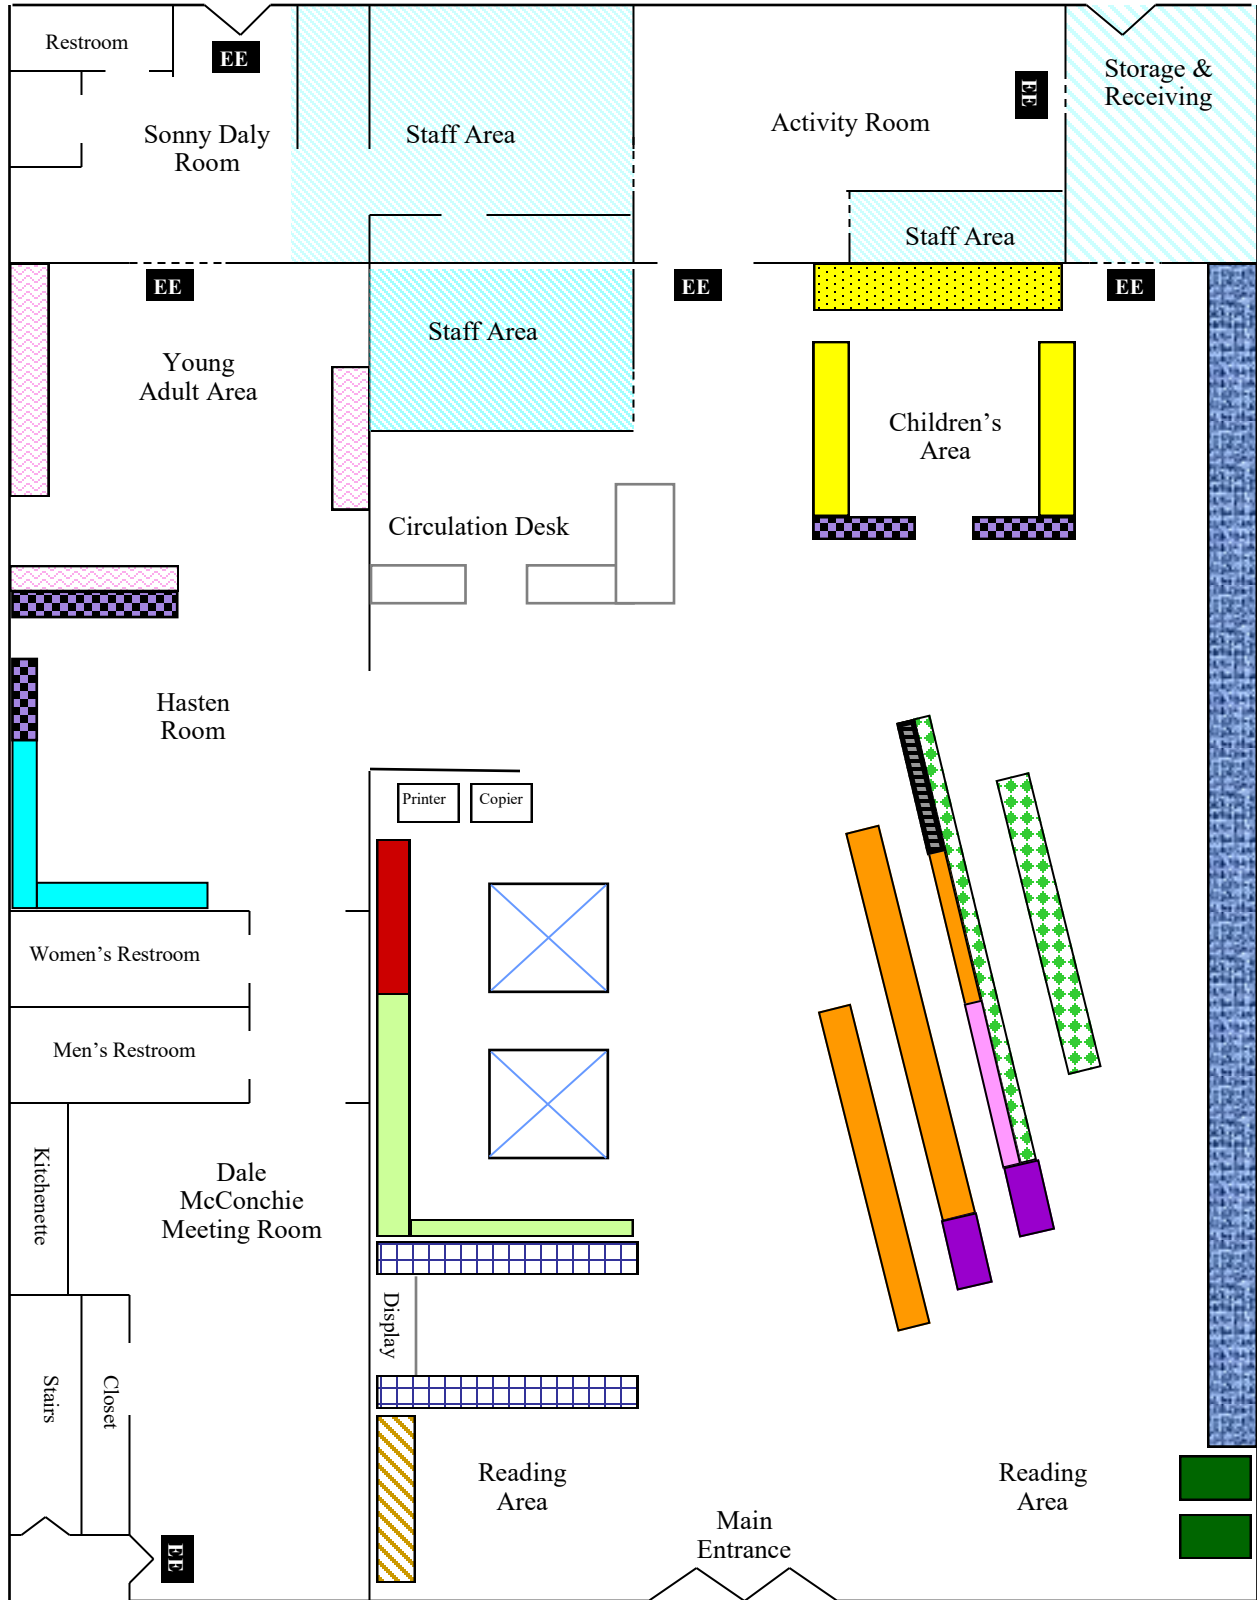 Restroom
EE
Sonny Daly
Room
Staff Area
Activity Room
EE
Storage &
Receiving
Staff Area
EE
EE
EE
Staff Area
Young
Adult Area
Children's
Area
Circulation Desk
Hasten
Room
Printer
Copier
Women's Restroom
Men's Restroom
Kitchenette
Dale
McConchie
Meeting Room
Display
Stairs
Closet
Reading
Area
Reading
Area
Main
Entrance
EE